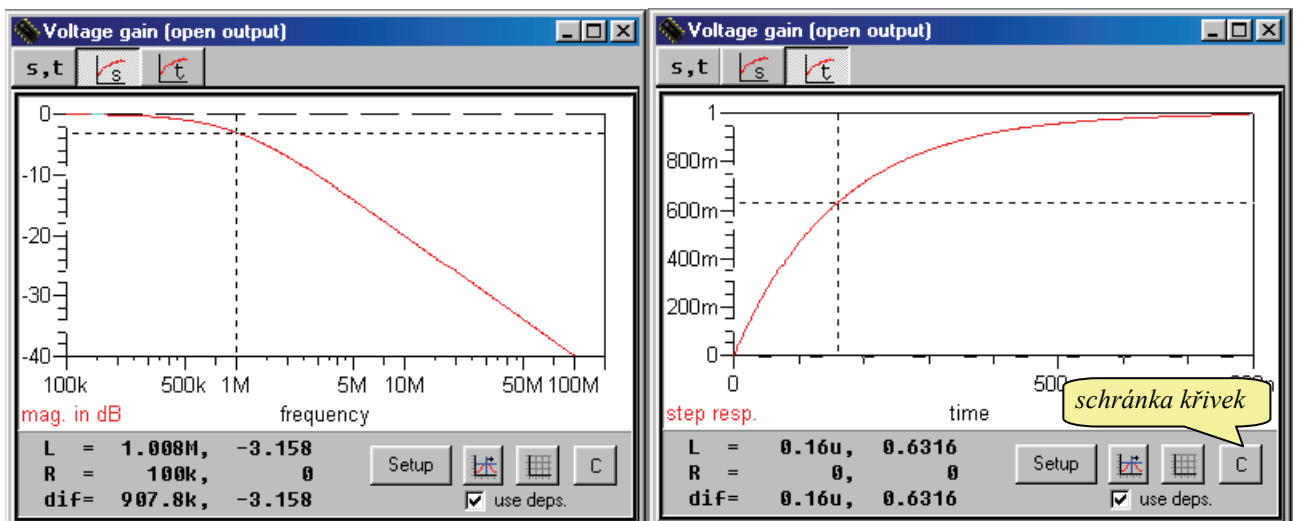 Voltage gain (open output)
s,t
s
t
0
-10
-20
-30
-40
100k 500k 1M 5M 10M 50M 100M
mag. in dB frequency
L = 1.008M, -3.158
R = 100k, 0
dif= 907.8k, -3.158
Setup
C
use deps.
Voltage gain (open output)
s,t
s
t
1
800m
600m
400m
200m
0
0
step resp. time
schránka křivek
L = 0.16u, 0.6316
R = 0, 0
dif= 0.16u, 0.6316
Setup
C
use deps.